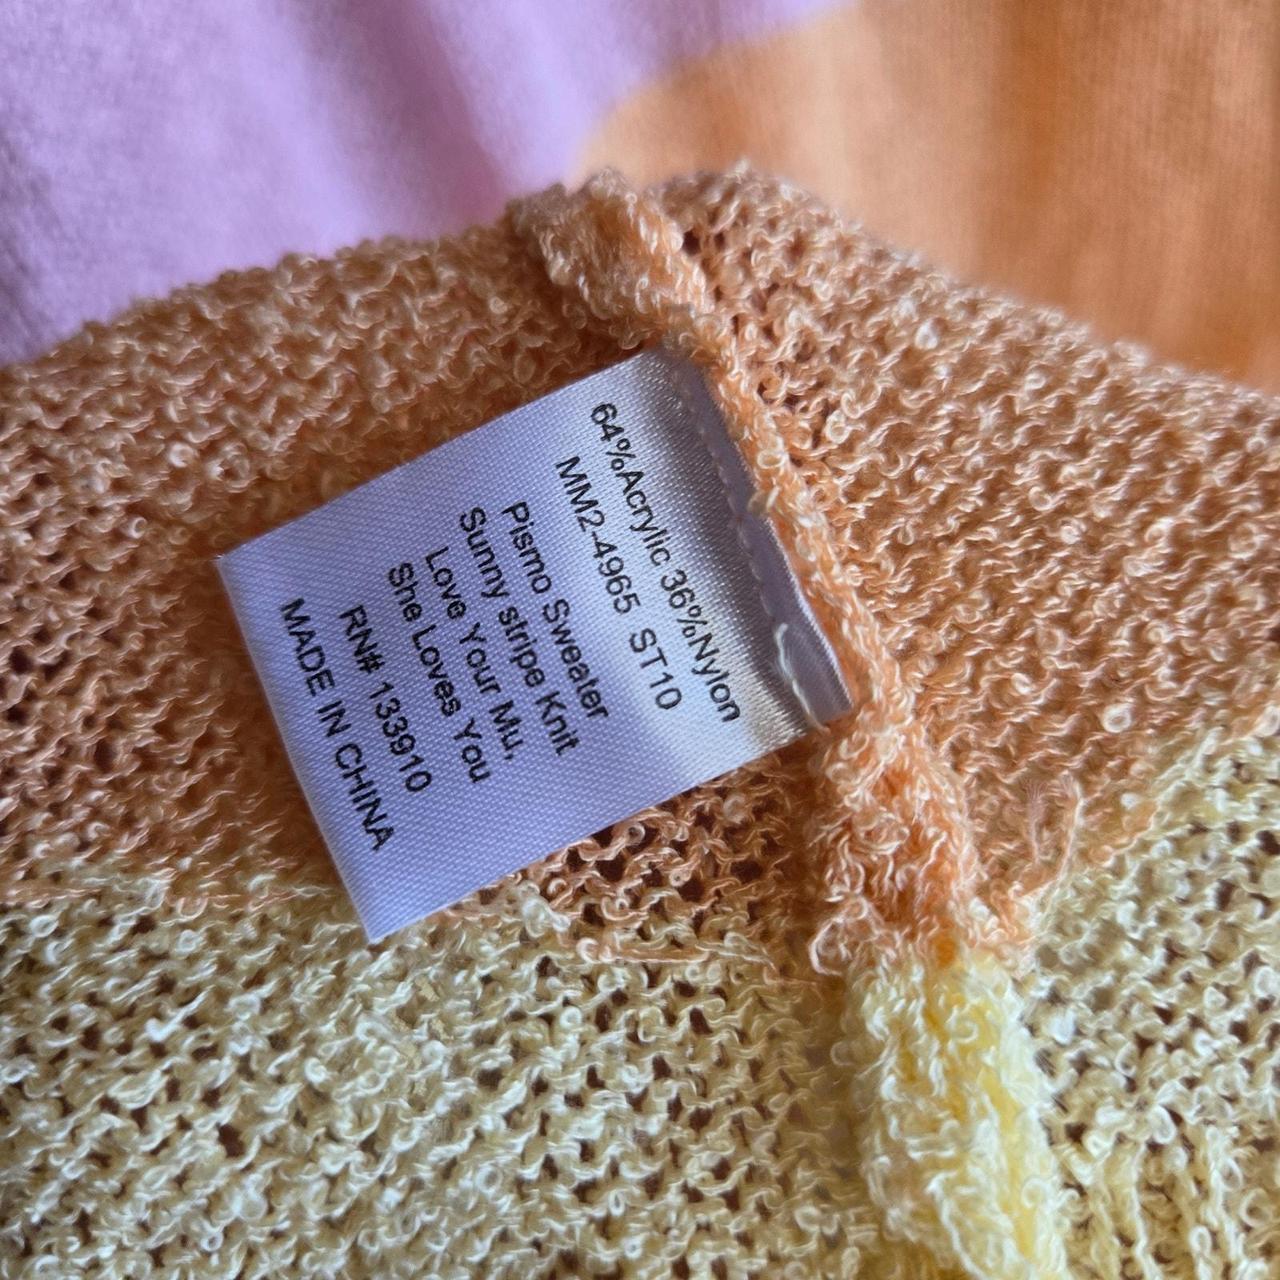 64%Acrylic 36%Nylon
MM2-4965 ST10
Pismo Sweater
Sunny stripe Knit
Love Your Mu,
She Loves You
RN# 133910
MADE IN CHINA